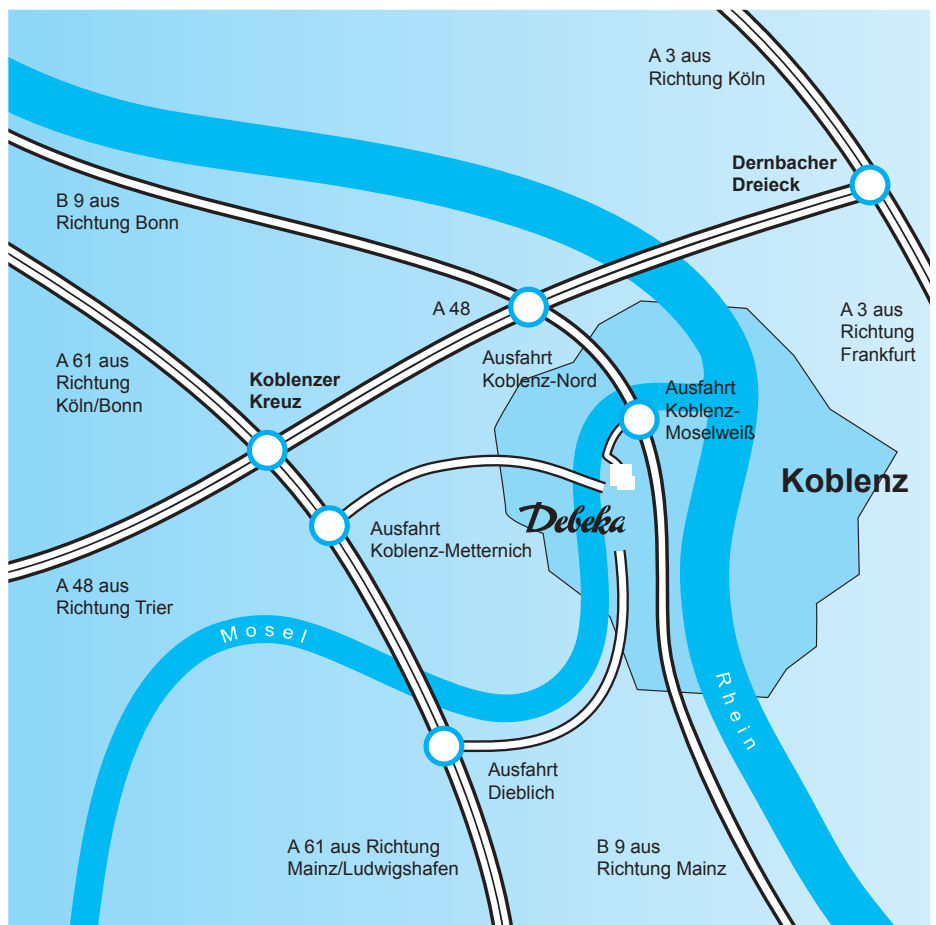 A 3 aus
Richtung Köln
Dernbacher
Dreieck
B 9 aus
Richtung Bonn
A 48
A 3 aus
Richtung
Frankfurt
A 61 aus
Richtung
Köln/Bonn
Koblenzer
Kreuz
Ausfahrt
Koblenz-Nord
Ausfahrt
Koblenz-
Moselweiß
Koblenz
Debeka
Ausfahrt
Koblenz-Metternich
A 48 aus
Richtung Trier
Mosel
Rhein
Ausfahrt
Dieblich
A 61 aus Richtung
Mainz/Ludwigshafen
B 9 aus
Richtung Mainz